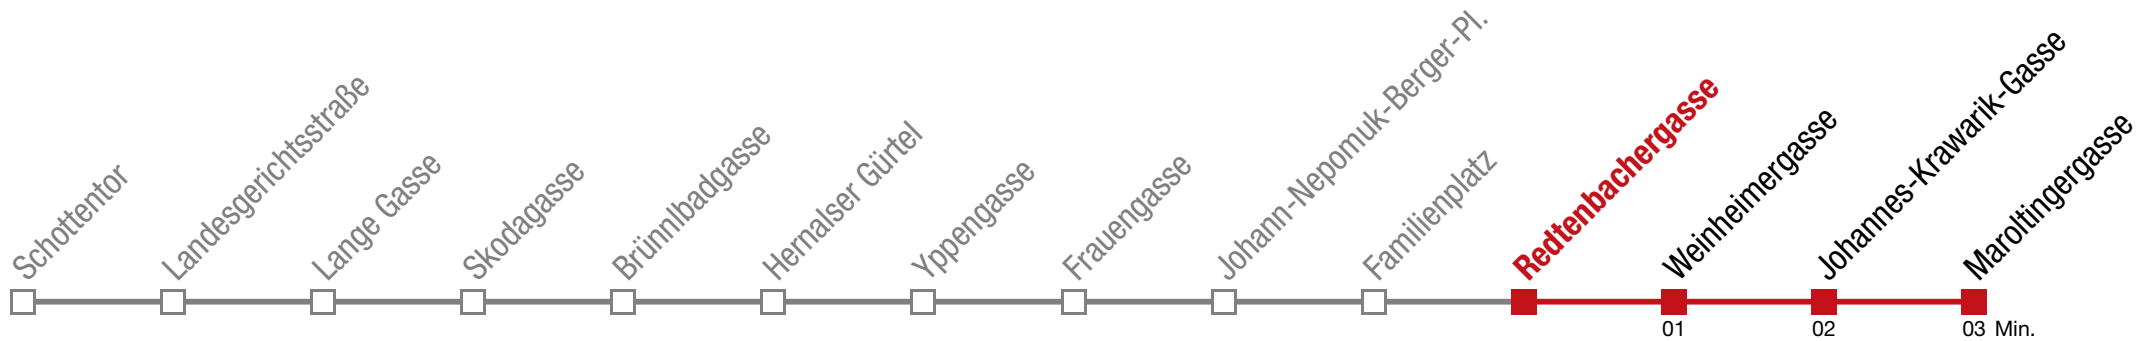 Schottentor
Landesgerichtsstraße
Lange Gasse
Skodagasse
Brünnlbadgasse
Hernalser Gürtel
Yppengasse
Frauengasse
Johann-Nepomuk-Berger-Pl.
Familienplatz
Redtenbachergasse
Weinheimergasse
Johannes-Krawarik-Gasse
Maroltingergasse
01 02 03 Min.